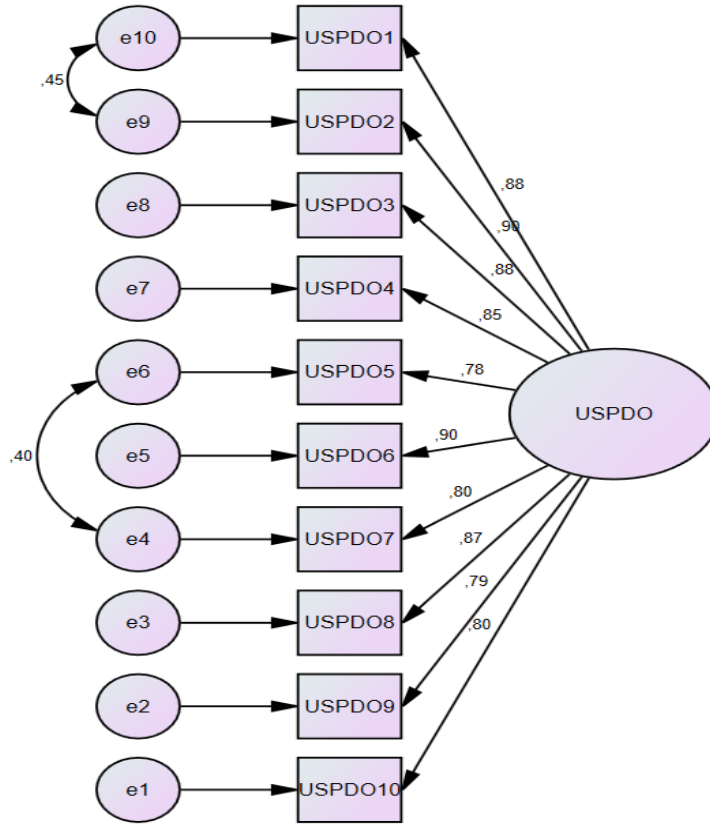 e10 USPDO1
,45
e9 USPDO2
,88
e8 USPDO3
,90
,88
e7 USPDO4
,85
e6 USPDO5
,78
USPDO
,90
,40
e5 USPDO6
,80
e4 USPDO7
,87
,79
e3 USPDO8
,80
e2 USPDO9
e1 USPDO10